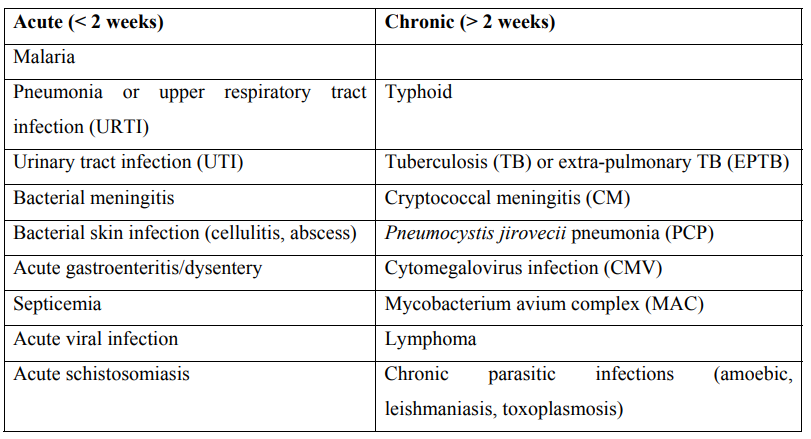 Acute (< 2 weeks) Chronic (> 2 weeks)
Malaria
Pneumonia or upper respiratory tract Typhoid
infection (URTI)
Urinary tract infection (UTI) Tuberculosis (TB) or extra-pulmonary TB (EPTB)
Bacterial meningitis Cryptococcal meningitis (CM)
Bacterial skin infection (cellulitis, abscess) Pneumocystis jirovecii pneumonia (PCP)
Acute gastroenteritis/dysentery Cytomegalovirus infection (CMV)
Septicemia Mycobacterium avium complex (MAC)
Acute viral infection Lymphoma
Acute schistosomiasis Chronic parasitic infections (amoebic,
leishmaniasis, toxoplasmosis)